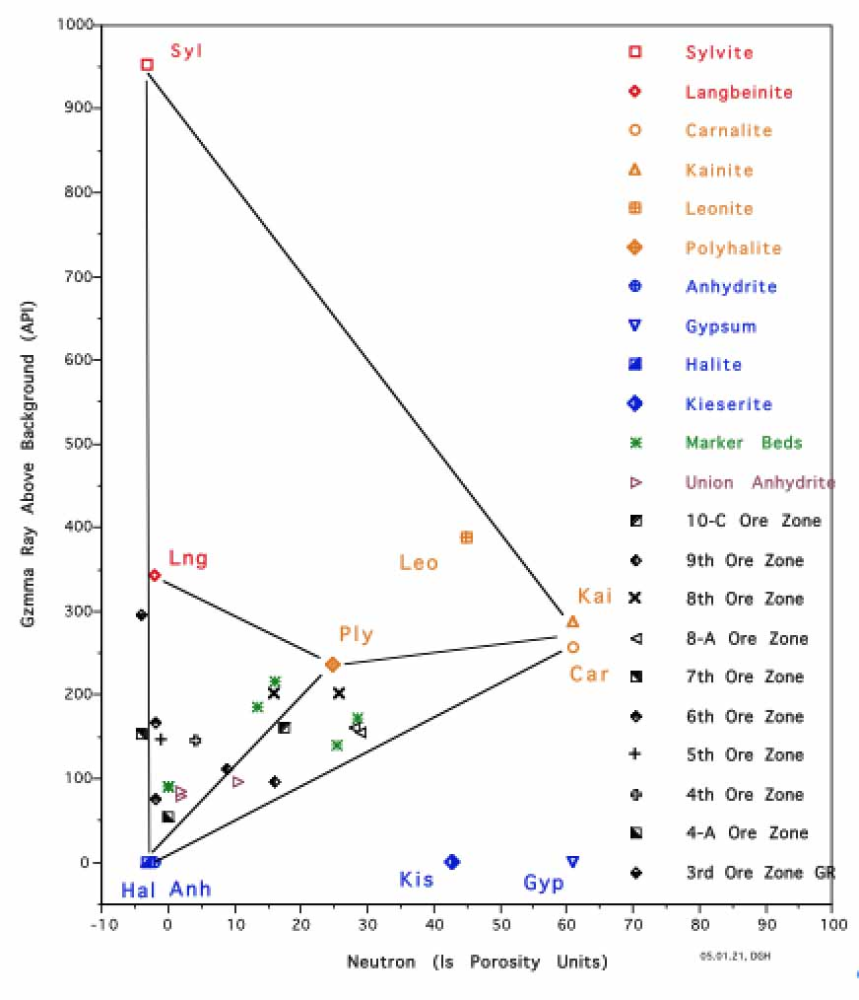 1000
900
800
700
600
500
400
300
200
100
0
Gzmma Ray Above Background (API)
Syl
Lng
Leo
Kai
Ply
Car
Hal Anh
Kis
Gyp
Sylvite
Langbeinite
Carnalite
Kainite
Leonite
Polyhalite
Anhydrite
Gypsum
Halite
Kieserite
Marker Beds
Union Anhydrite
10-C Ore Zone
9th Ore Zone
8th Ore Zone
8-A Ore Zone
7th Ore Zone
6th Ore Zone
5th Ore Zone
4th Ore Zone
4-A Ore Zone
3rd Ore Zone GR
-10 0 10 20 30 40 50 60 70 80 90 100
Neutron (ls Porosity Units)
05.01.21, DGH